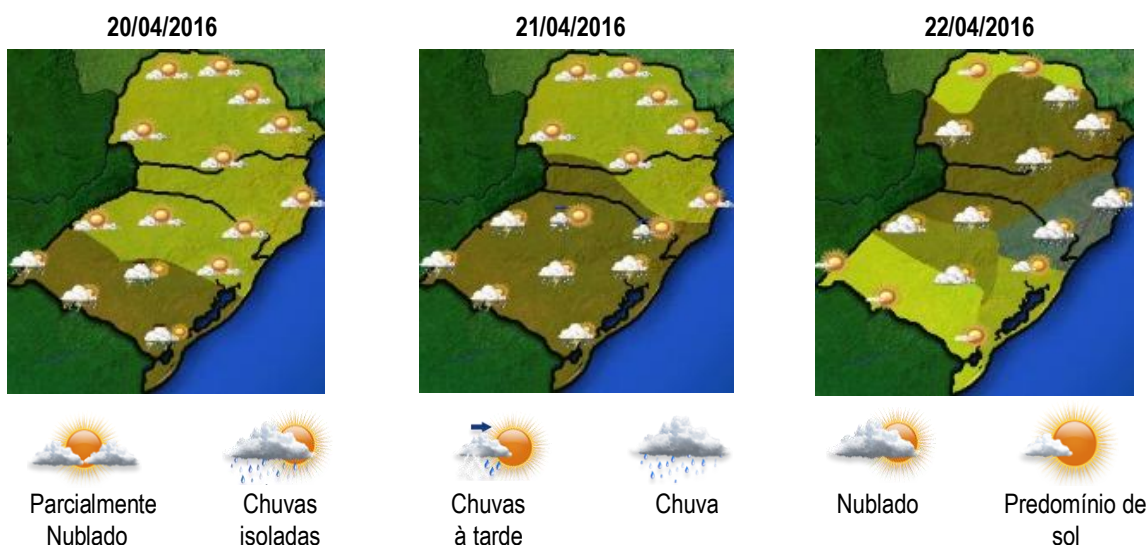 20/04/2016
21/04/2016
22/04/2016
Parcialmente
Nublado
Chuvas
isoladas
Chuvas
à tarde
Chuva
Nublado
Predomínio de
sol